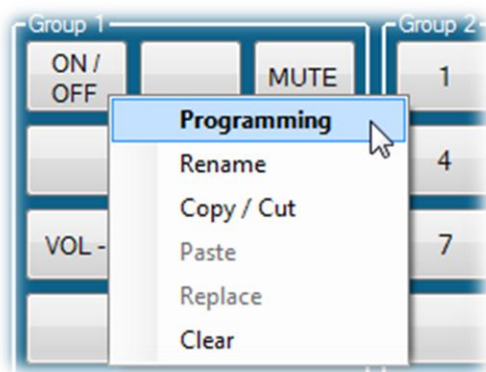 Group 1
Group 2
ON /
OFF
MUTE
1
Programming
Rename
4
Copy / Cut
VOL -
Paste
7
Replace
Clear